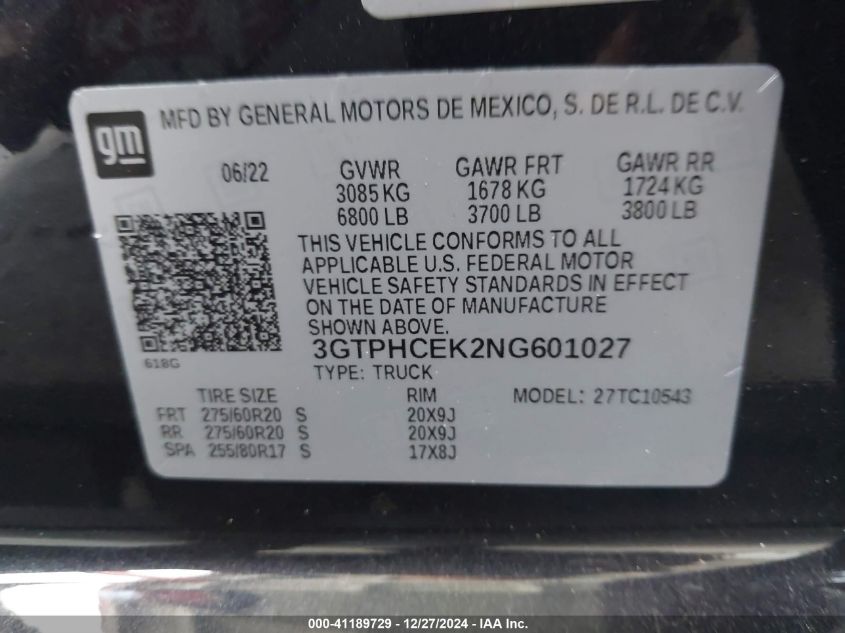 gm
MFD BY GENERAL MOTORS DE MEXICO, S. DE R.L. DE C.V.
06/22 GVWR GAWR FRT GAWR RR
3085 KG 1678 KG 1724 KG
6800 LB 3700 LB 3800 LB
THIS VEHICLE CONFORMS TO ALL
APPLICABLE U.S. FEDERAL MOTOR
VEHICLE SAFETY STANDARDS IN EFFECT
ON THE DATE OF MANUFACTURE
SHOWN ABOVE.
618G
3GTPHCEK2NG601027
TYPE: TRUCK
TIRE SIZE RIM MODEL: 27TC10543
FRT 275/60R20 S 20X9J
RR 275/60R20 S 20X9J
SPA 255/80R17 S 17X8J
000-41189729 - 12/27/2024 - IAA Inc.